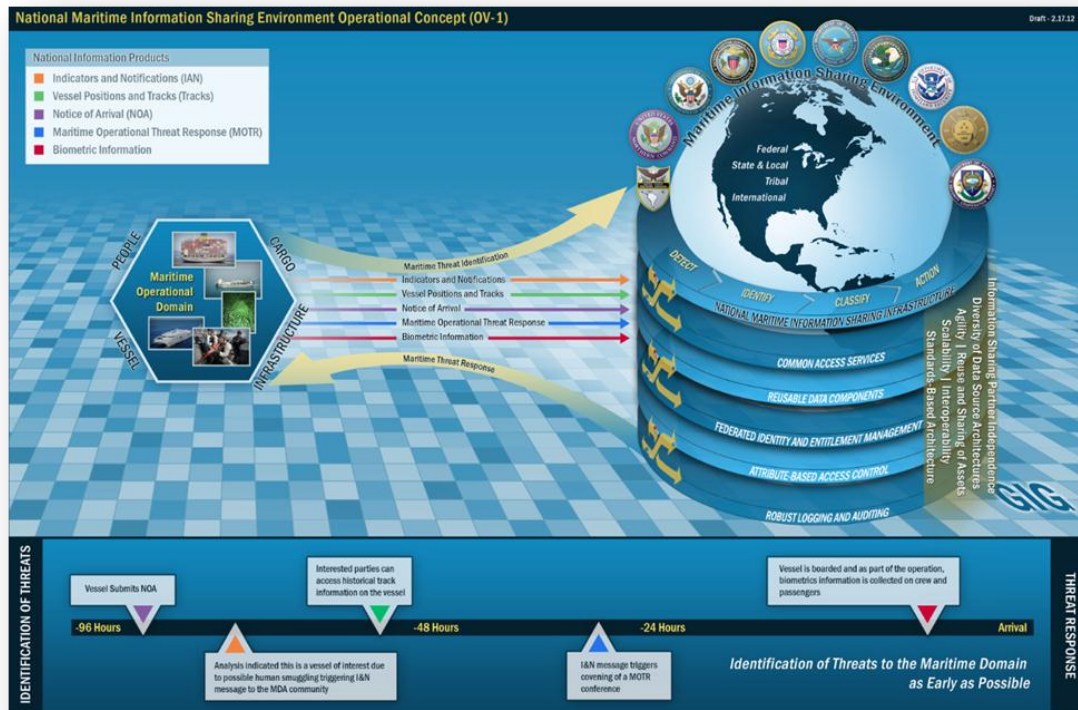 National Maritime Information Sharing Environment Operational Concept (OV-1)
Draft - 2.17.12
National Information Products
Indicators and Notifications (IAN)
Vessel Positions and Tracks (Tracks)
Notice of Arrival (NOA)
Maritime Operational Threat Response (MOTR)
Biometric Information
Maritime Information Sharing Environment
Federal
State & Local
Tribal
International
PEOPLE
CARGO
VESSEL
INFRASTRUCTURE
Maritime
Operational
Domain
Maritime Threat Identification
Indicators and Notifications
Vessel Positions and Tracks
Notice of Arrival
Maritime Operational Threat Response
Biometric Information
Maritime Threat Response
DETECT
IDENTIFY
CLASSIFY
ACTION
NATIONAL MARITIME INFORMATION SHARING INFRASTRUCTURE
COMMON ACCESS SERVICES
REUSABLE DATA COMPONENTS
FEDERATED IDENTITY AND ENTITLEMENT MANAGEMENT
ATTRIBUTE-BASED ACCESS CONTROL
ROBUST LOGGING AND AUDITING
Information Sharing Partner Independence
Diversity of Data Source Architectures
Agility | Reuse and Sharing of Assets
Scalability | Interoperability
Standards-Based Architecture
GIG
IDENTIFICATION OF THREATS
Vessel Submits NOA
Interested parties can
access historical track
information on the vessel
Vessel is boarded and as part of the operation,
biometrics information is collected on crew and
passengers
-96 Hours
-48 Hours
-24 Hours
Arrival
Analysis indicated this is a vessel of interest due
to possible human smuggling triggering I&N
message to the MDA community
I&N message triggers
covening of a MOTR
conference
Identification of Threats to the Maritime Domain
as Early as Possible
THREAT RESPONSE